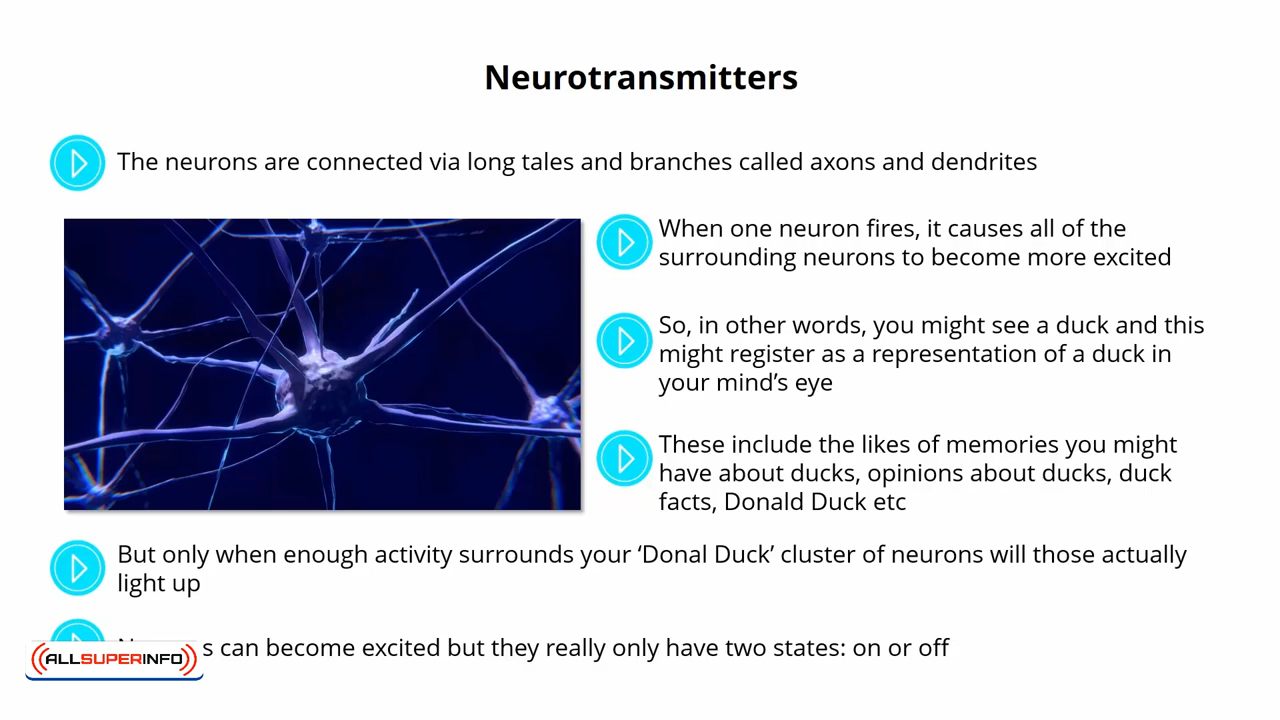 Neurotransmitters
The neurons are connected via long tales and branches called axons and dendrites
When one neuron fires, it causes all of the
surrounding neurons to become more excited
So, in other words, you might see a duck and this
might register as a representation of a duck in
your mind’s eye
These include the likes of memories you might
have about ducks, opinions about ducks, duck
facts, Donald Duck etc
But only when enough activity surrounds your ‘Donal Duck’ cluster of neurons will those actually
light up
s can become excited but they really only have two states: on or off
ALLSUPERINFO